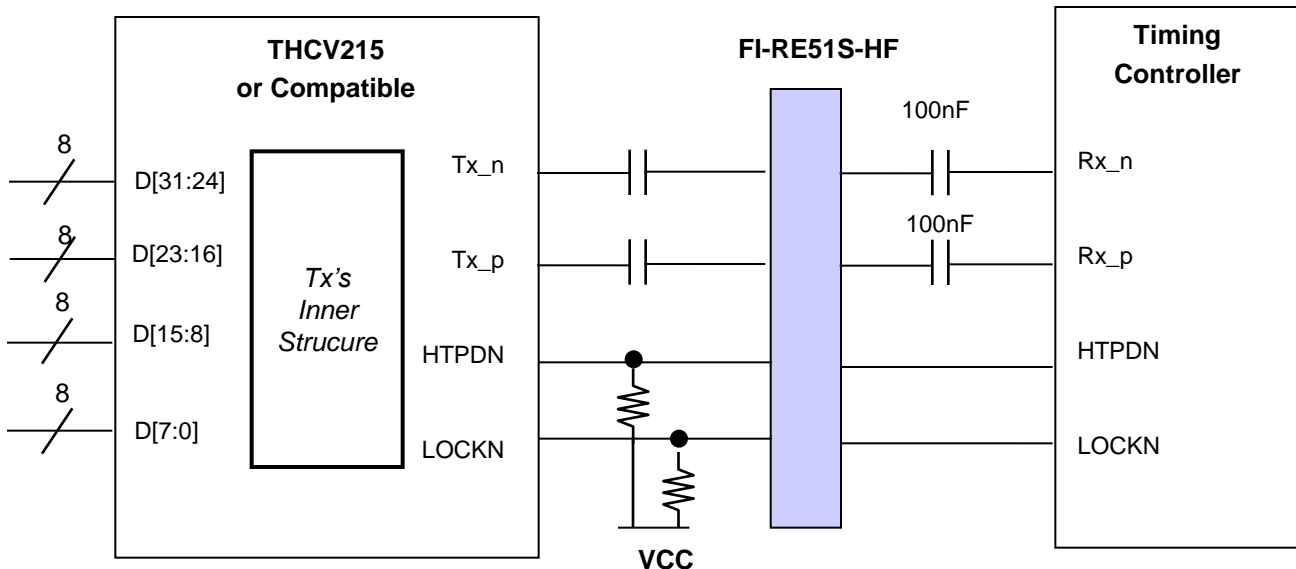 THCV215
or Compatible
FI-RE51S-HF
Timing
Controller
100nF
8
D[31:24]
Tx_n
Rx_n
8
D[23:16]
Tx_p
100nF
Rx_p
Tx's
Inner
Strucure
8
D[15:8]
HTPDN
HTPDN
8
D[7:0]
LOCKN
LOCKN
VCC